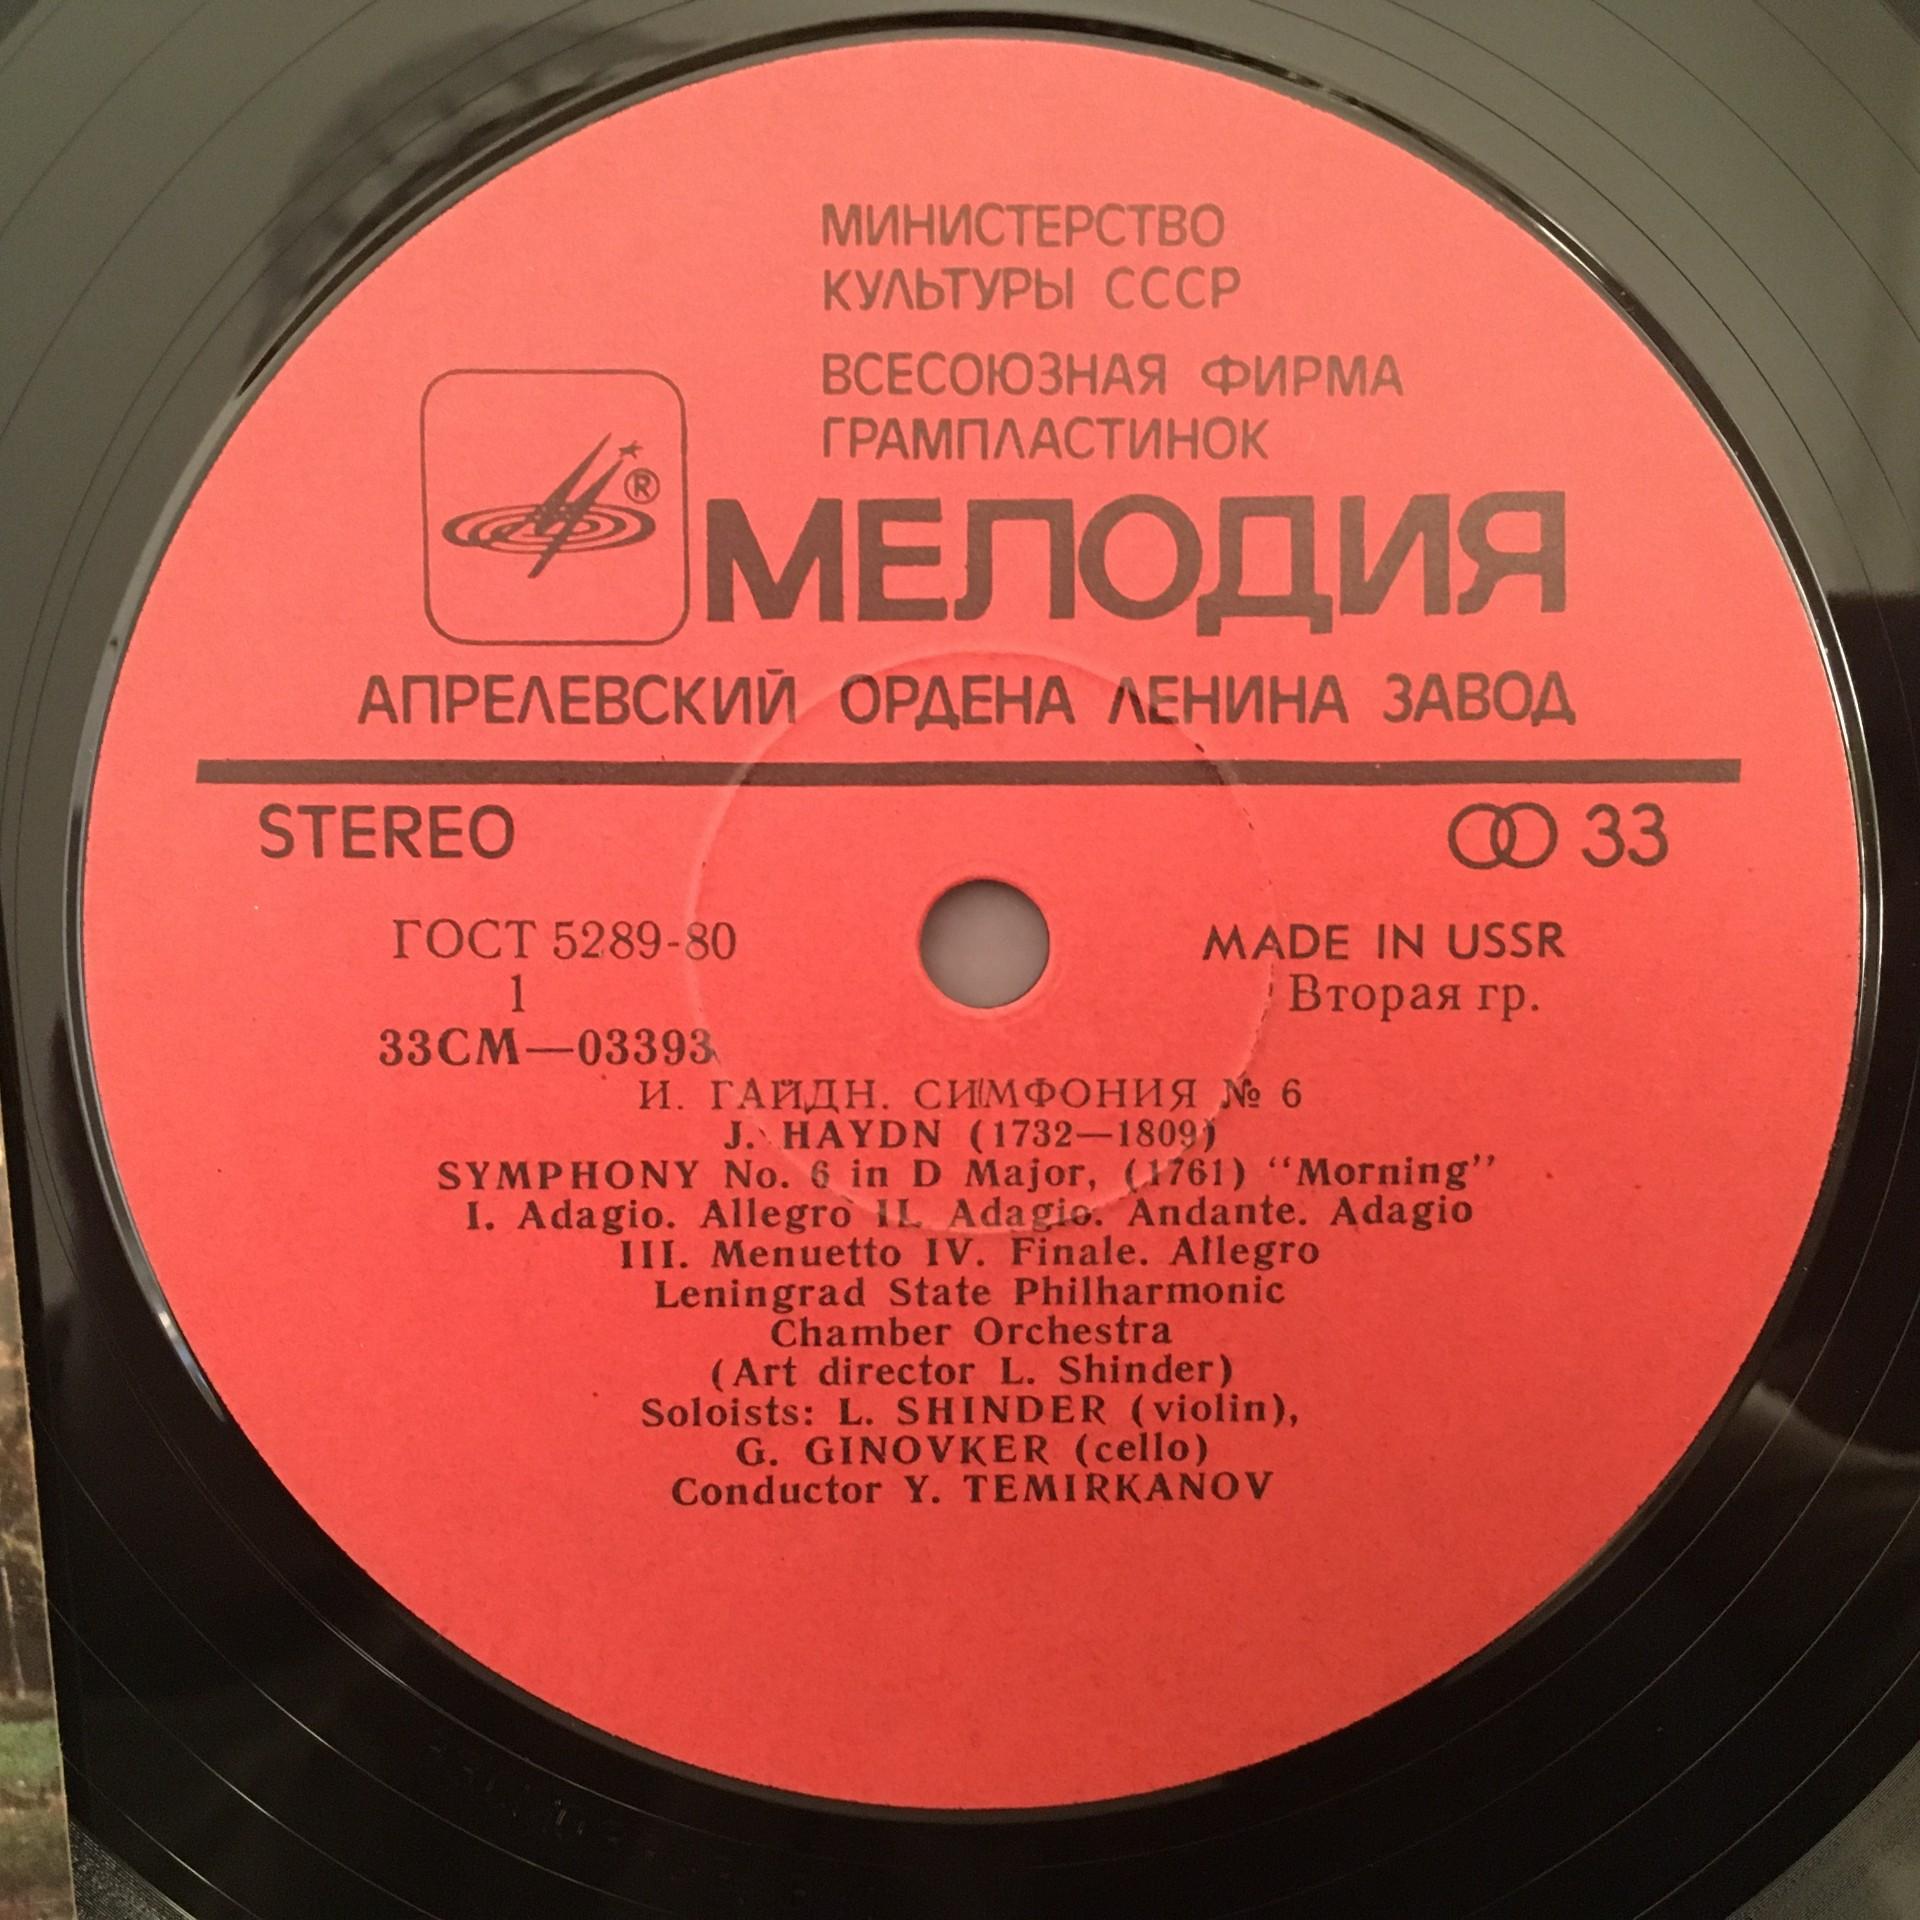 МИНИСТЕРСТВО
КУЛЬТУРЫ СССР
ВСЕСОЮЗНАЯ ФИРМА
ГРАМПЛАСТИНОК
®
МЕЛОДИЯ
АПРЕЛЕВСКИЙ ОРДЕНА ЛЕНИНА ЗАВОД
STEREO
33
ГОСТ 5289-80
MADE IN USSR
1
Вторая гр.
33СМ—03393
И. ГАЙДН. СИМФОНИЯ № 6
J. HAYDN (1732—1809)
SYMPHONY No. 6 in D Major, (1761) “Morning”
I. Adagio. Allegro II. Adagio. Andante. Adagio
III. Menuetto IV. Finale. Allegro
Leningrad State Philharmonic
Chamber Orchestra
(Art director L. Shinder)
Soloists: L. SHINDER (violin),
G. GINOVKER (cello)
Conductor Y. TEMIRKANOV